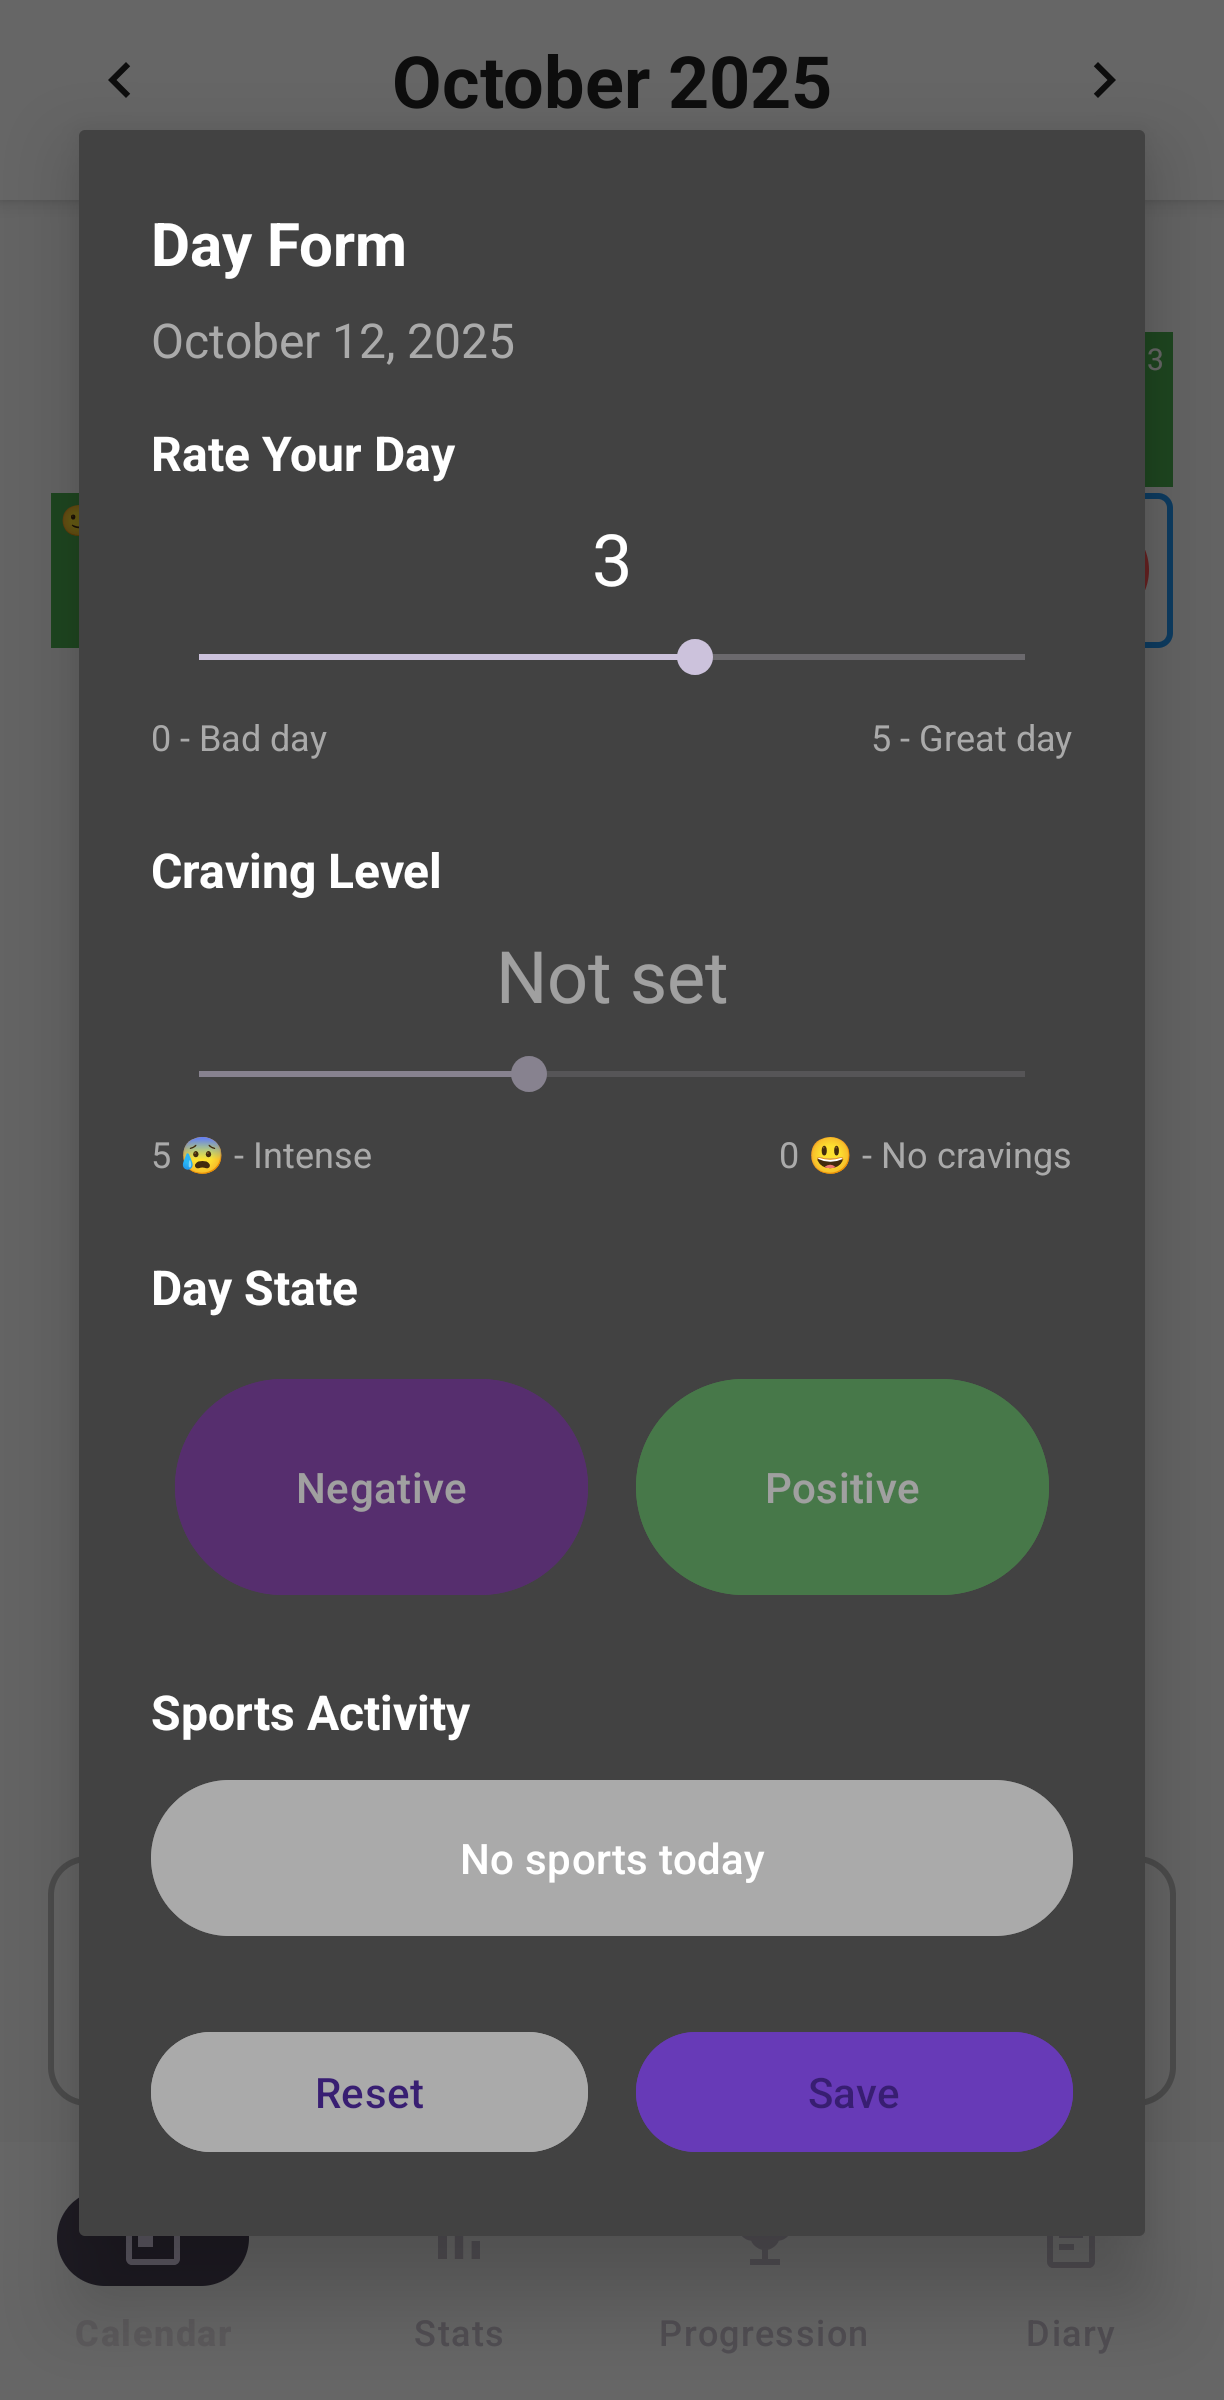 October 2025
Day Form
October 12, 2025
3
Rate Your Day
3
0 - Bad day
5 - Great day
Craving Level
Not set
5 😰 - Intense
0 😃 - No cravings
Day State
Negative
Positive
Sports Activity
No sports today
Reset
Save
Calendar
Stats
Progression
Diary